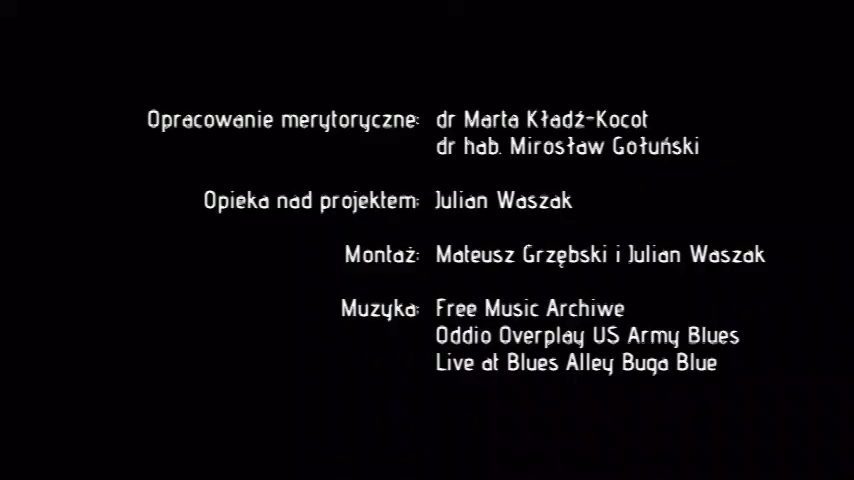 Opracowanie merytoryczne: dr Marta Kładź-Kocot
dr hab. Mirosław Gołuński
Opieka nad projektem: Julian Waszak
Montaż: Mateusz Grzębski i Julian Waszak
Muzyka: Free Music Archiwe
Oddio Overplay US Army Blues
Live at Blues Alley Buga Blue